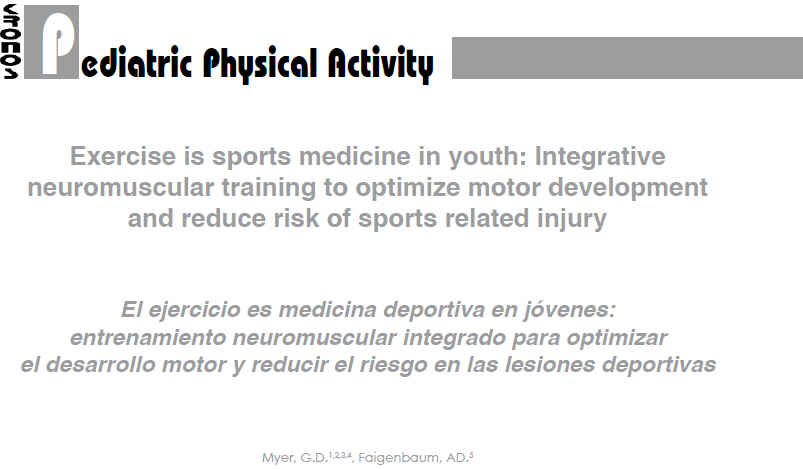 Kronos
Pediatric Physical Activity
Exercise is sports medicine in youth: Integrative
neuromuscular training to optimize motor development
and reduce risk of sports related injury
El ejercicio es medicina deportiva en jóvenes:
entrenamiento neuromuscular integrado para optimizar
el desarrollo motor y reducir el riesgo en las lesiones deportivas
Myer, G.D.¹,²,³,⁴, Faigenbaum, AD.⁵